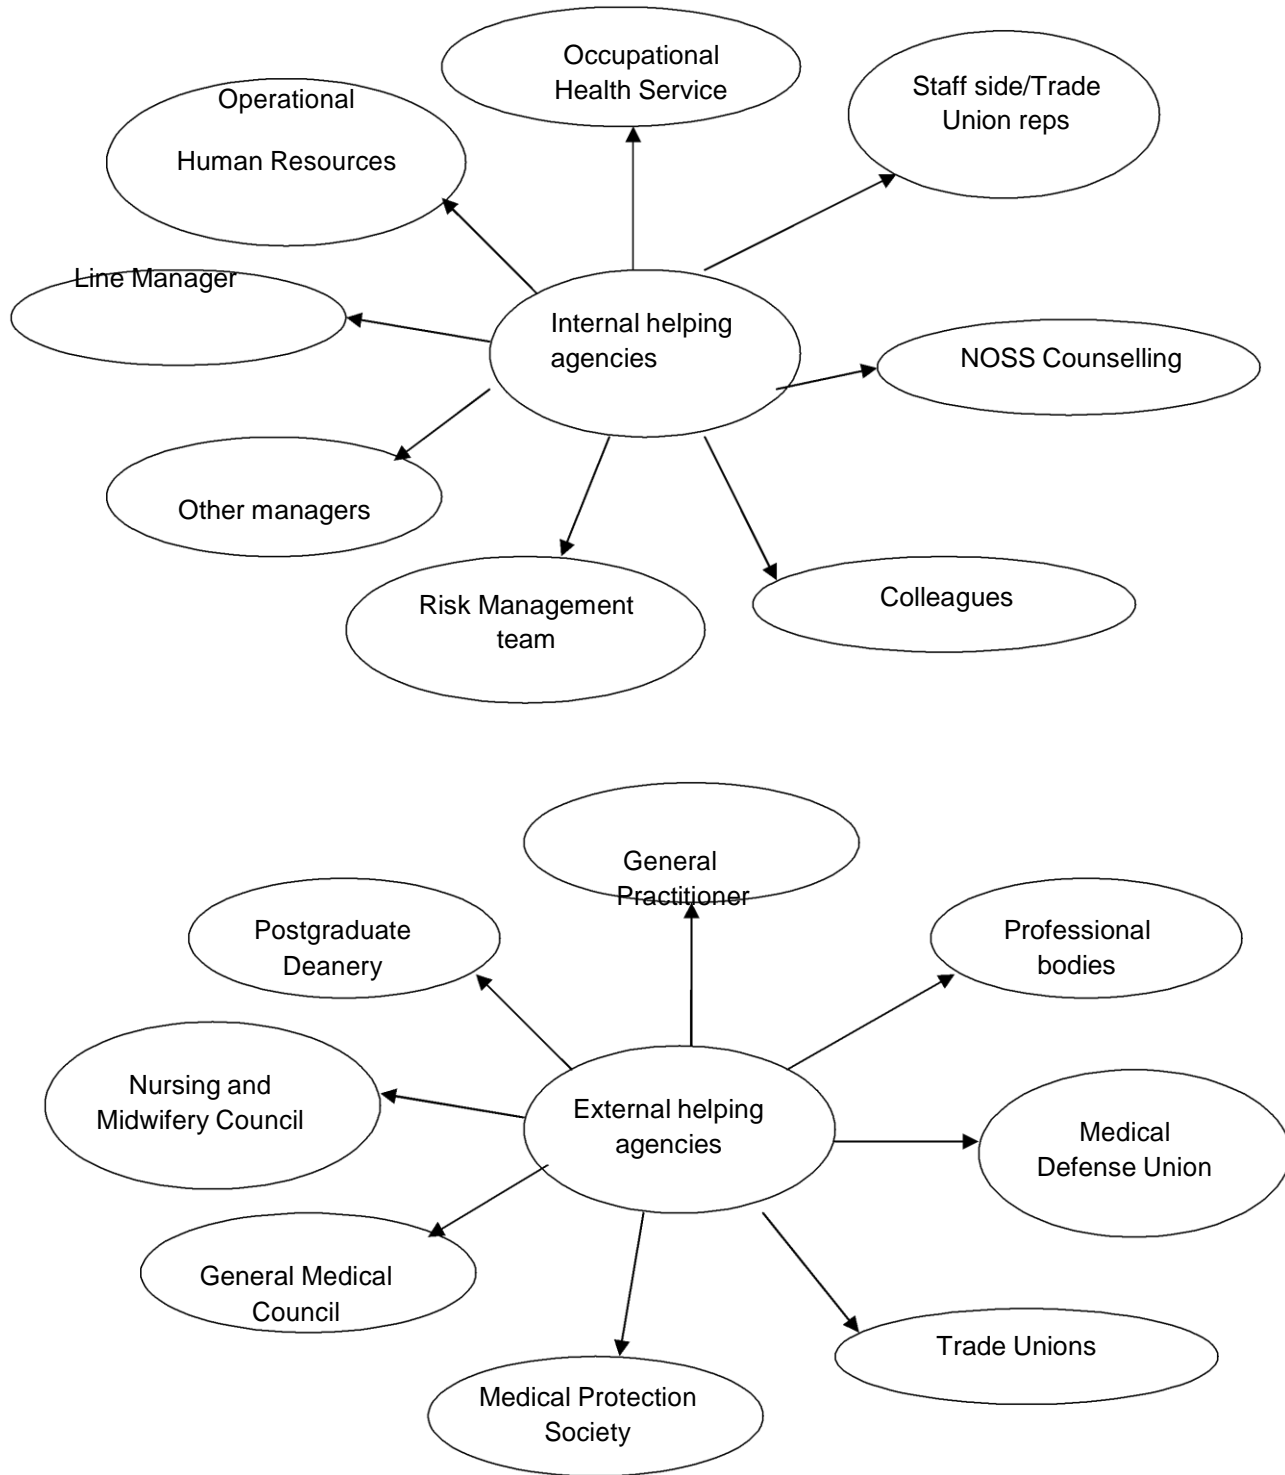 Occupational
Health Service
Staff side/Trade
Union reps
Operational
Human Resources
Line Manager
Internal helping
agencies
NOSS Counselling
Other managers
Risk Management
team
Colleagues
General
Practitioner
Postgraduate
Deanery
Professional
bodies
Nursing and
Midwifery Council
External helping
agencies
Medical
Defense Union
General Medical
Council
Trade Unions
Medical Protection
Society